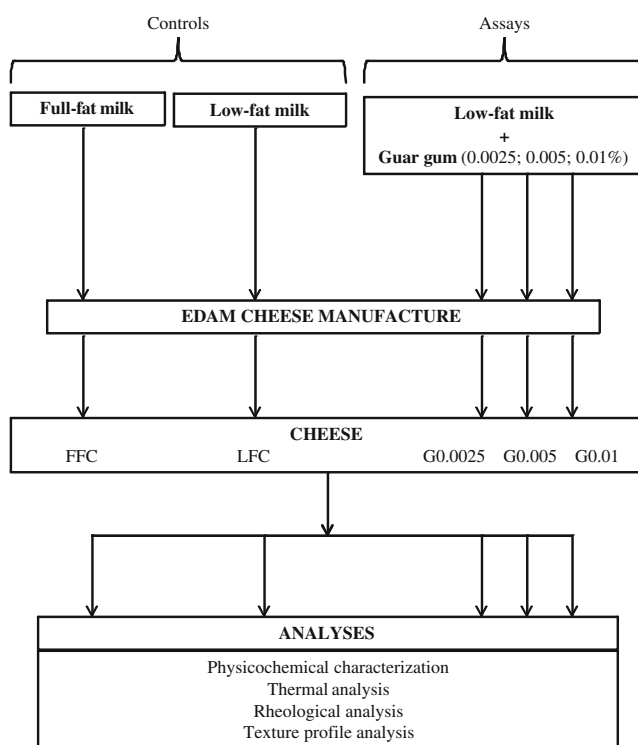 Controls Assays
Full-fat milk Low-fat milk Low-fat milk
+
Guar gum (0.0025; 0.005; 0.01%)
EDAM CHEESE MANUFACTURE
CHEESE
FFC LFC G0.0025 G0.005 G0.01
ANALYSES
Physicochemical characterization
Thermal analysis
Rheological analysis
Texture profile analysis